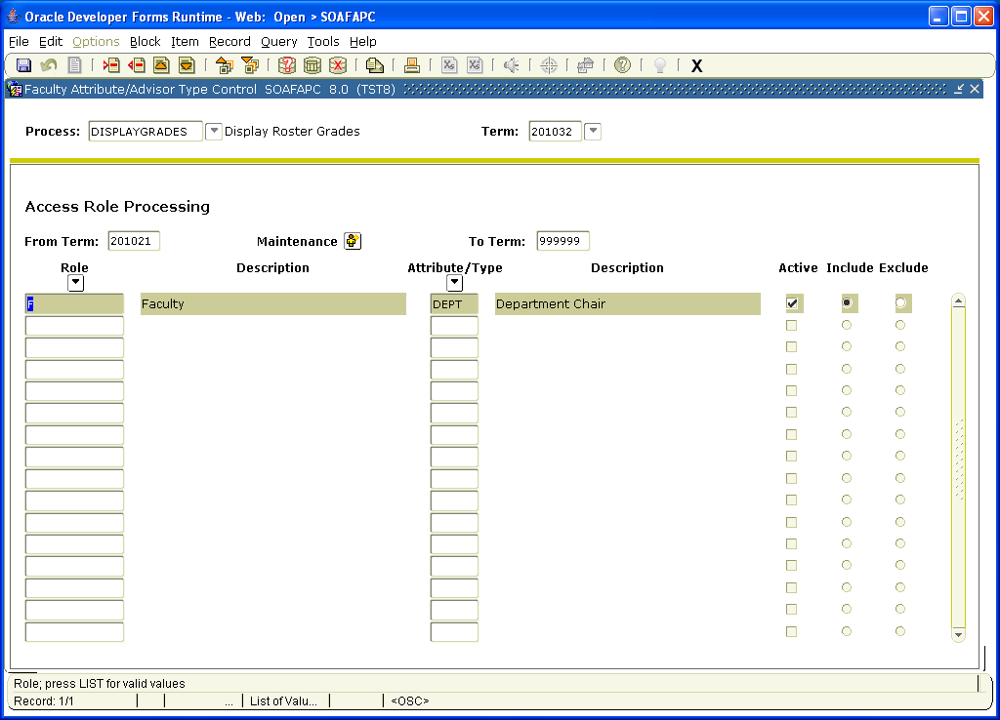 Oracle Developer Forms Runtime - Web: Open > SOAFAPC
File Edit Options Block Item Record Query Tools Help
X
Faculty Attribute/Advisor Type Control SOAFAPC 8.0 (TST8)
Process: DISPLAYGRADES Display Roster Grades Term: 201032
Access Role Processing
From Term: 201021 Maintenance To Term: 999999
Role Description Attribute/Type Description Active Include Exclude
F Faculty DEPT Department Chair
Role; press LIST for valid values
Record: 1/1 ... List of Valu... <OSC>